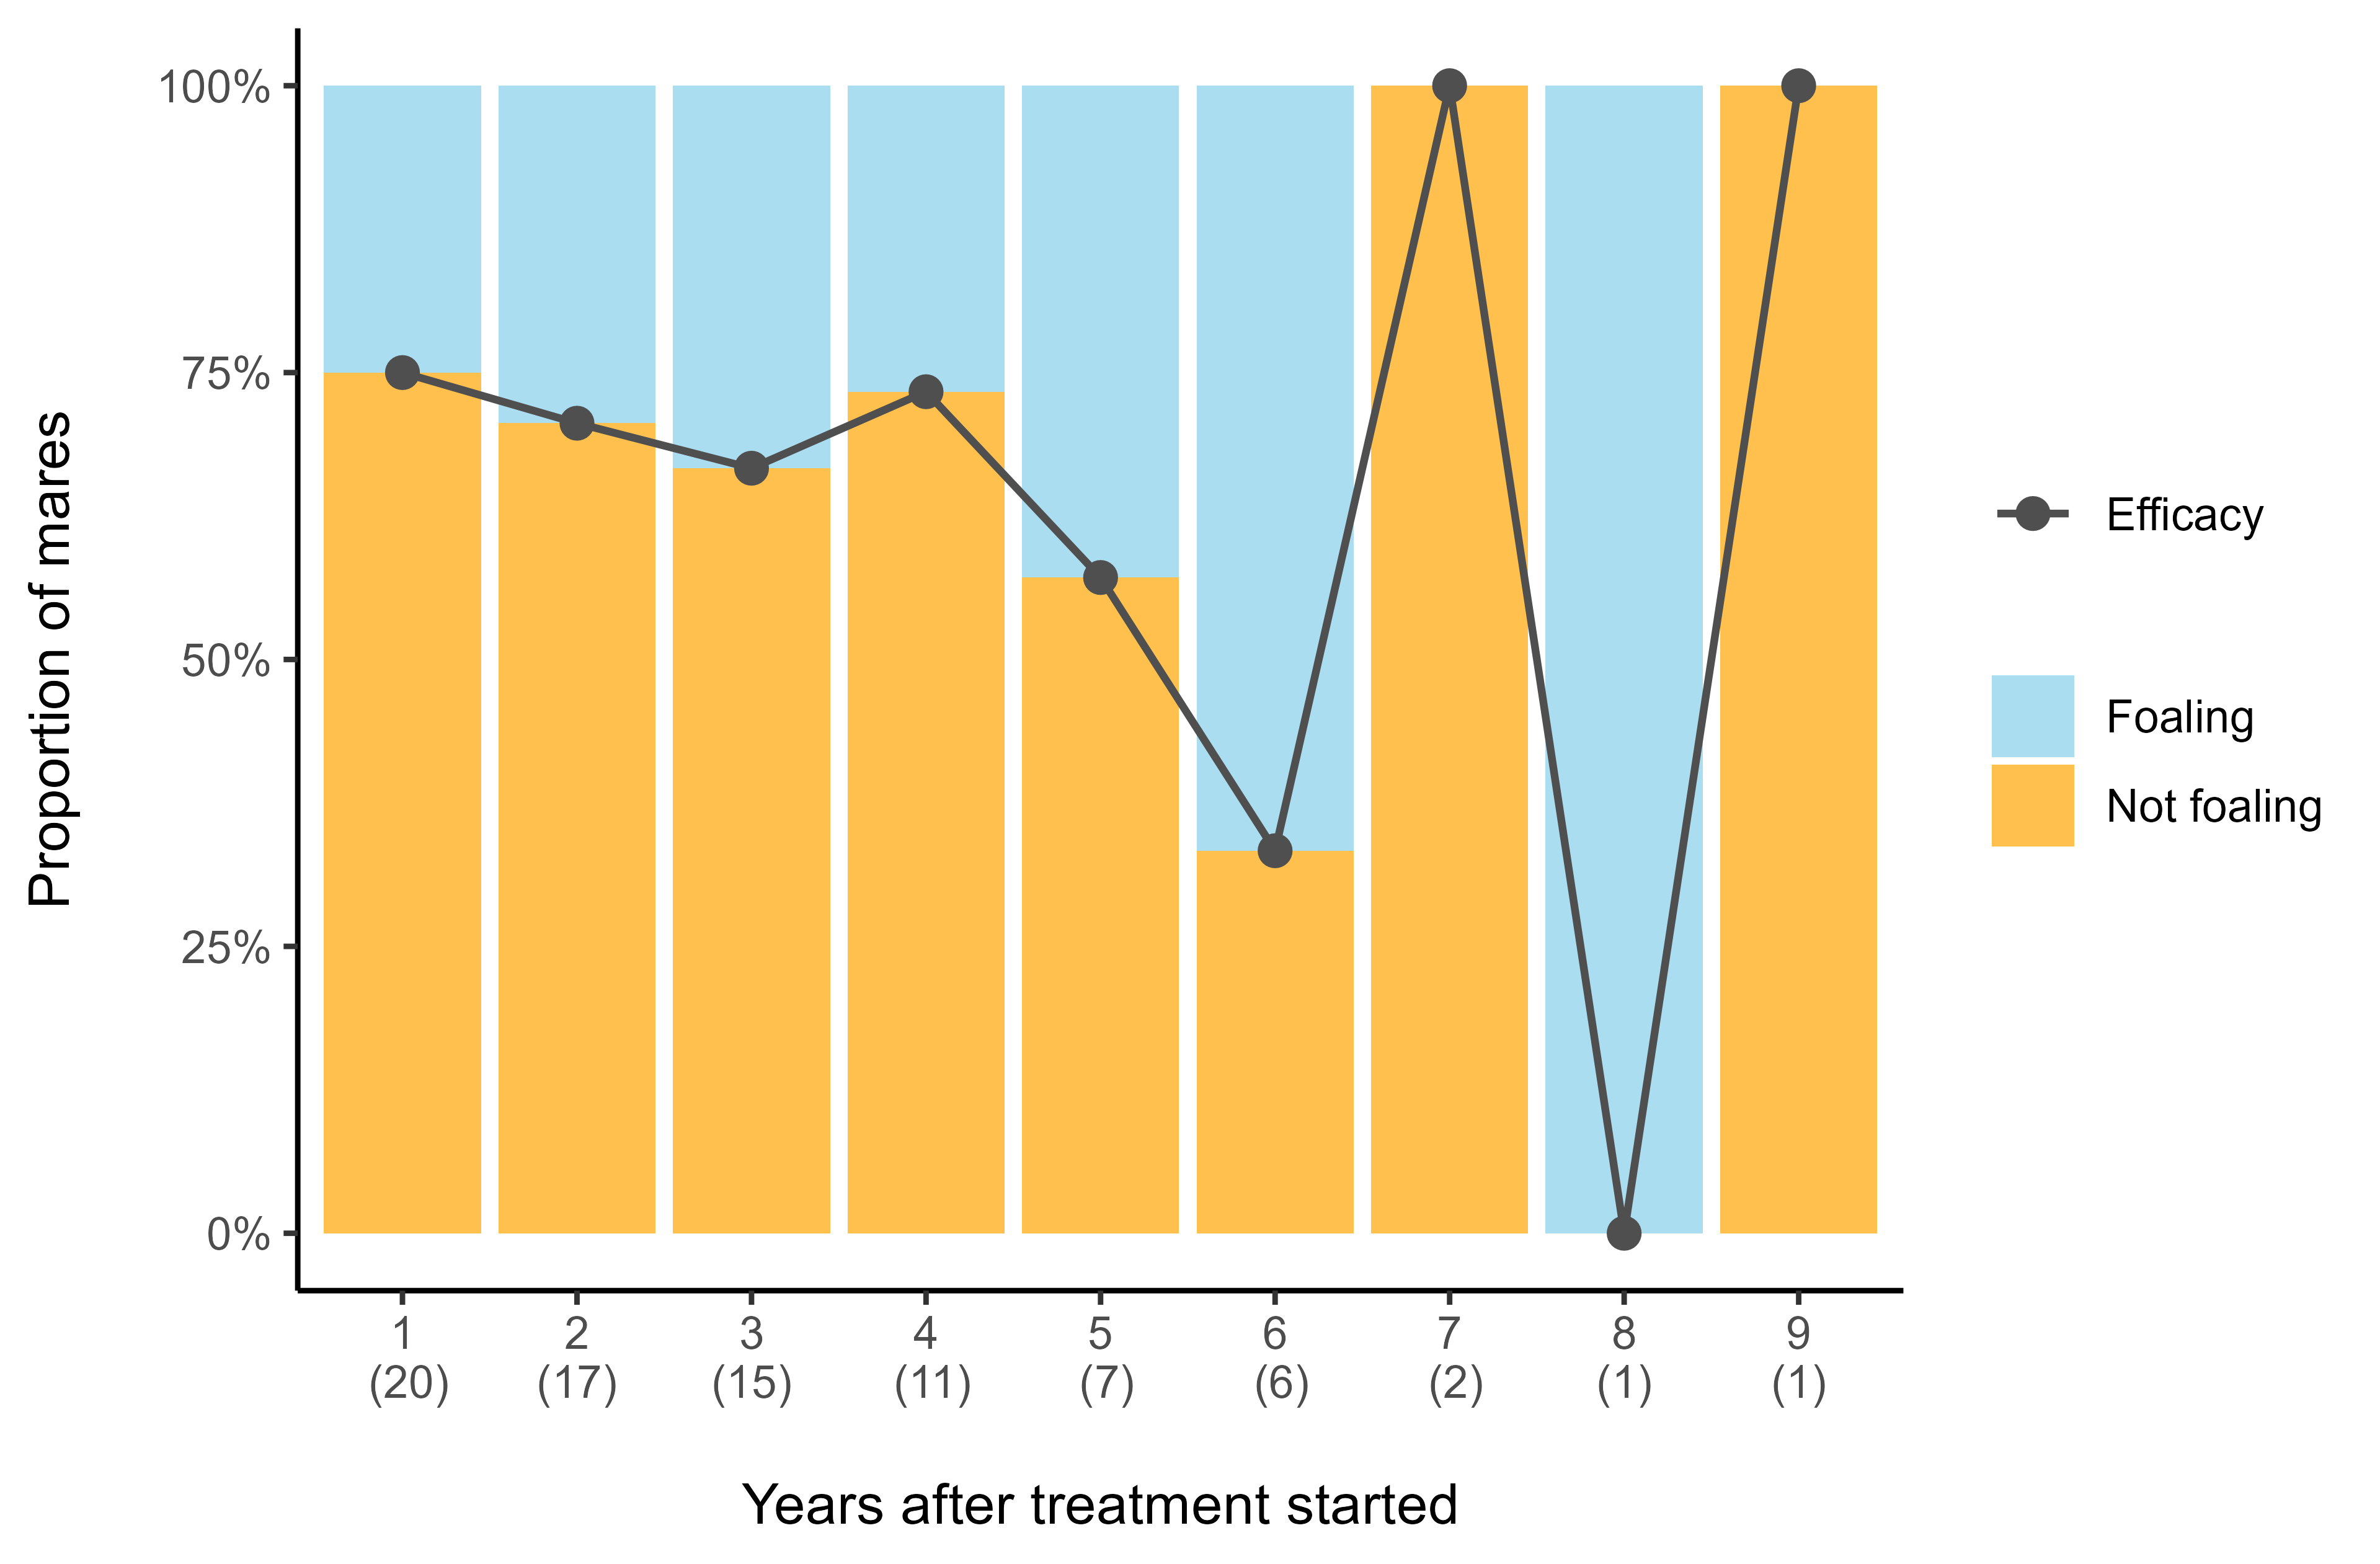 Proportion of mares
100%
75%
50%
25%
0%
1 2 3 4 5 6 7 8 9
(20) (17) (15) (11) (7) (6) (2) (1) (1)
Years after treatment started
Efficacy
Foaling
Not foaling